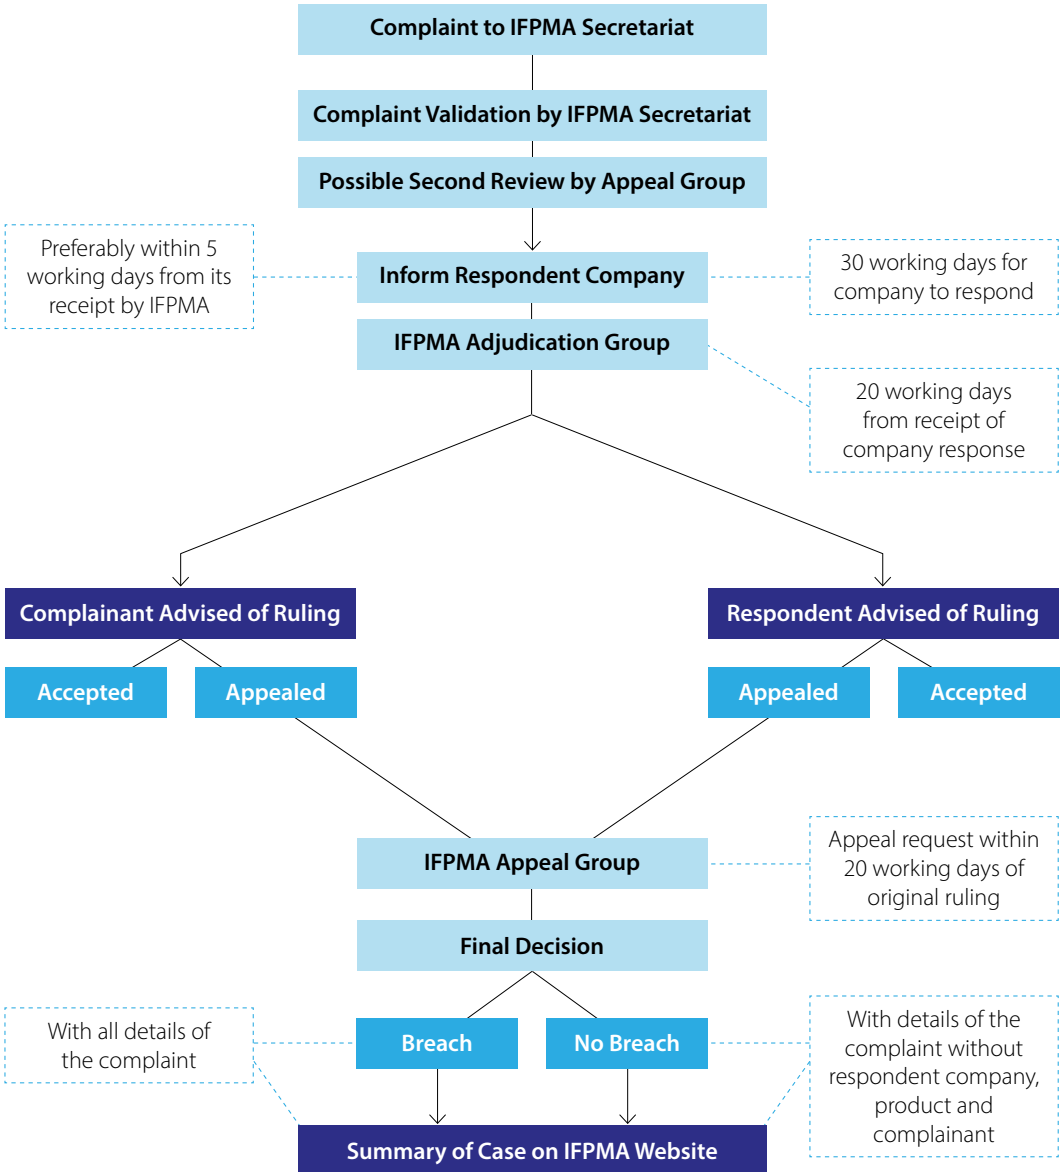 Complaint to IFPMA Secretariat
Complaint Validation by IFPMA Secretariat
Possible Second Review by Appeal Group
Preferably within 5
working days from its
receipt by IFPMA
Inform Respondent Company
30 working days for
company to respond
IFPMA Adjudication Group
20 working days
from receipt of
company response
Complainant Advised of Ruling
Respondent Advised of Ruling
Accepted
Appealed
Appealed
Accepted
IFPMA Appeal Group
Appeal request within
20 working days of
original ruling
Final Decision
With all details of
the complaint
Breach
No Breach
With details of the
complaint without
respondent company,
product and
complainant
Summary of Case on IFPMA Website